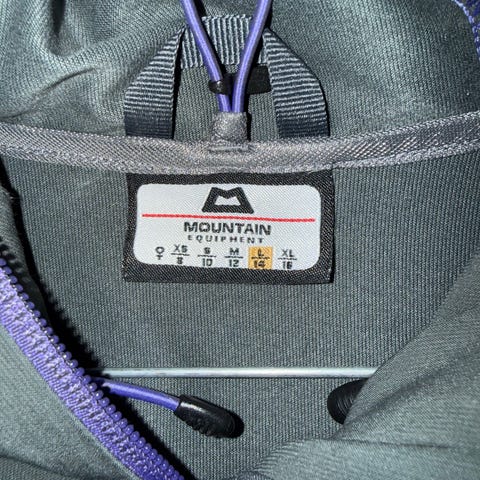 MOUNTAIN
EQUIPMENT
♀ XS S M L XL
8 10 12 14 16